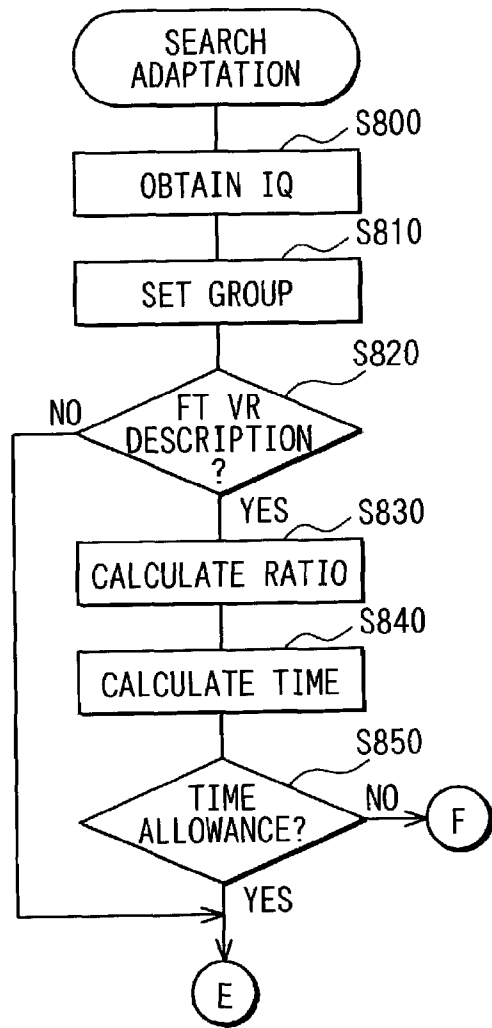 SEARCH
ADAPTATION
S800
OBTAIN IQ
S810
SET GROUP
S820
NO
FT VR
DESCRIPTION
?
YES
S830
CALCULATE RATIO
S840
CALCULATE TIME
S850
TIME
ALLOWANCE?
NO
F
YES
E